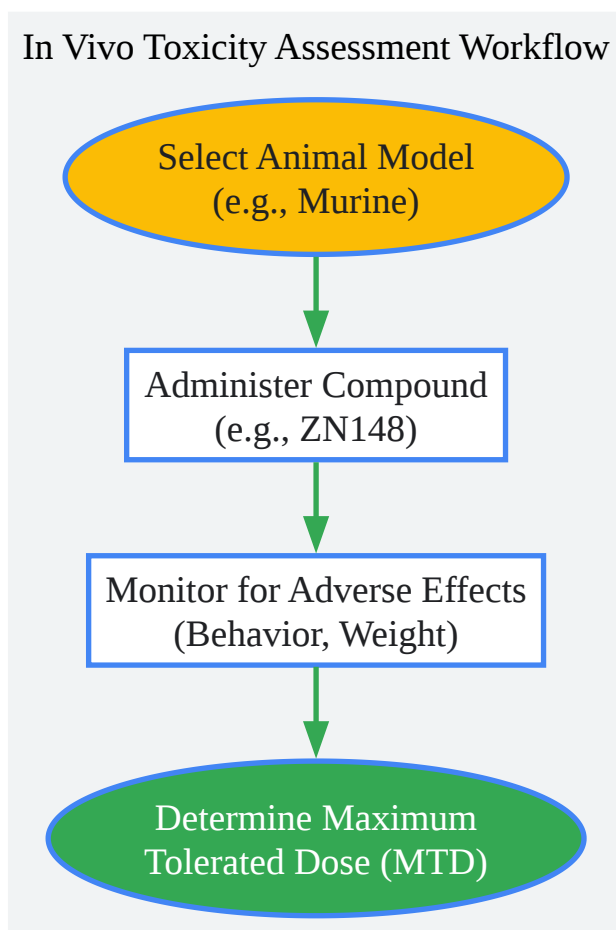 In Vivo Toxicity Assessment Workflow
Select Animal Model
(e.g., Murine)
Administer Compound
(e.g., ZN148)
Monitor for Adverse Effects
(Behavior, Weight)
Determine Maximum
Tolerated Dose (MTD)